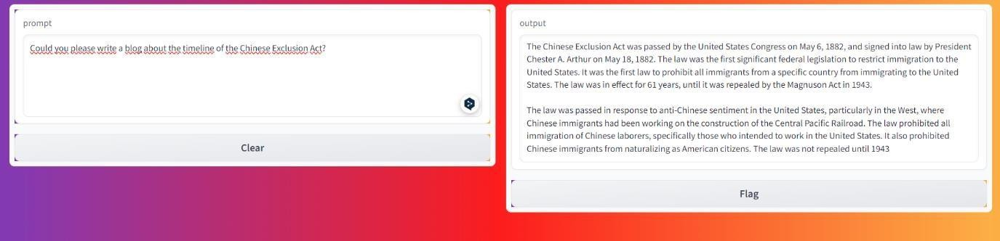 prompt
Could you please write a blog about the timeline of the Chinese Exclusion Act?
Clear
output
The Chinese Exclusion Act was passed by the United States Congress on May 6, 1882, and signed into law by President
Chester A. Arthur on May 18, 1882. The law was the first significant federal legislation to restrict immigration to the
United States. It was the first law to prohibit all immigrants from a specific country from immigrating to the United
States. The law was in effect for 61 years, until it was repealed by the Magnuson Act in 1943.
The law was passed in response to anti-Chinese sentiment in the United States, particularly in the West, where
Chinese immigrants had been working on the construction of the Central Pacific Railroad. The law prohibited all
immigration of Chinese laborers, specifically those who intended to work in the United States. It also prohibited
Chinese immigrants from naturalizing as American citizens. The law was not repealed until 1943
Flag